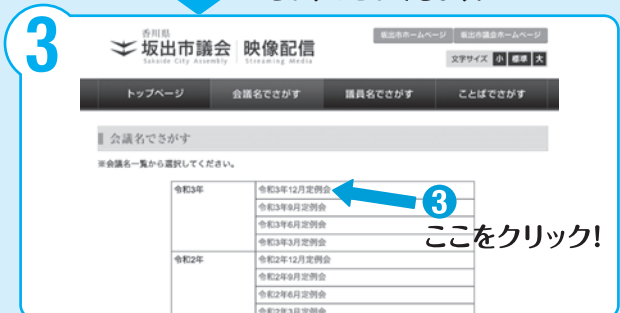 3
香川県
坂出市議会 映像配信
Sakaide City Assembly Streaming Media
坂出市ホームページ 坂出市議会ホームページ
文字サイズ 小 標準 大
トップページ 会議名でさがす 議員名でさがす ことばでさがす
会議名でさがす
※会議名一覧から選択してください。
令和3年 令和3年12月定例会
令和3年9月定例会
令和3年6月定例会
令和3年3月定例会
3
ここをクリック!
令和2年 令和2年12月定例会
令和2年9月定例会
令和2年6月定例会
令和2年3月定例会